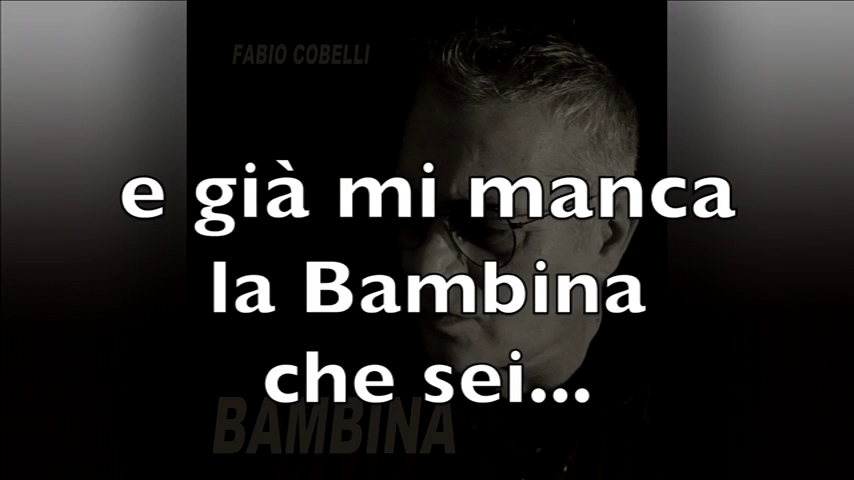 FABIO COBELLI
e già mi manca
la Bambina
che sei...
BAMBINA